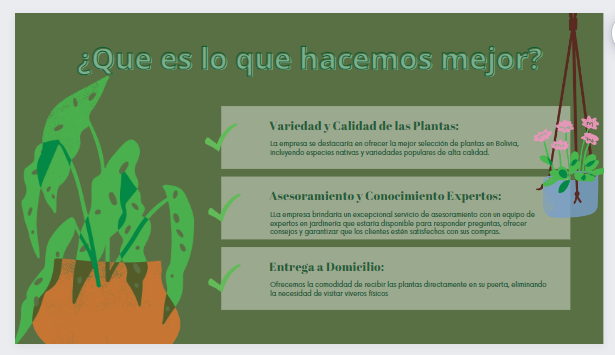 ¿Que es lo que hacemos mejor?
Variedad y Calidad de las Plantas:
La empresa se destacaría en ofrecer la mejor selección de plantas en Bolivia,
incluyendo especies nativas y variedades populares de alta calidad.
Asesoramiento y Conocimiento Expertos:
LLa empresa brindaría un excepcional servicio de asesoramiento con un equipo de
expertos en jardinería que estaría disponible para responder preguntas, ofrecer
consejos y garantizar que los clientes estén satisfechos con sus compras.
Entrega a Domicilio:
Ofrecemos la comodidad de recibir las plantas directamente en su puerta, eliminando
la necesidad de visitar viveros físicos